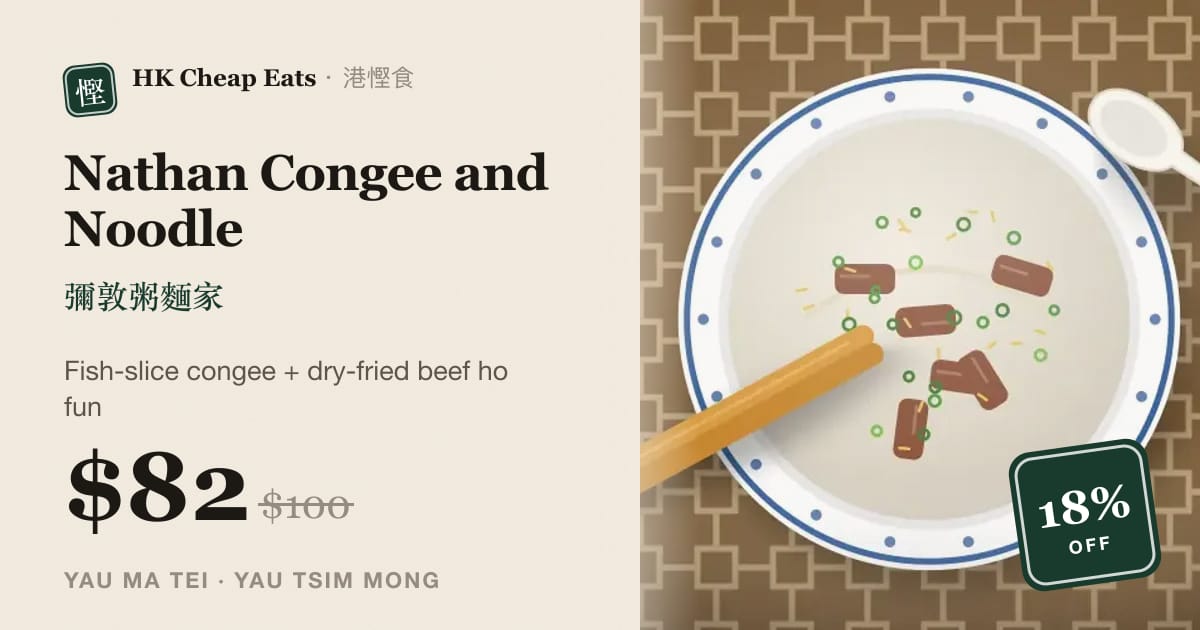 慳
HK Cheap Eats · 港慳食
Nathan Congee and
Noodle
彌敦粥麵家
Fish-slice congee + dry-fried beef ho
fun
$82 $100
YAU MA TEI · YAU TSIM MONG
18%
OFF